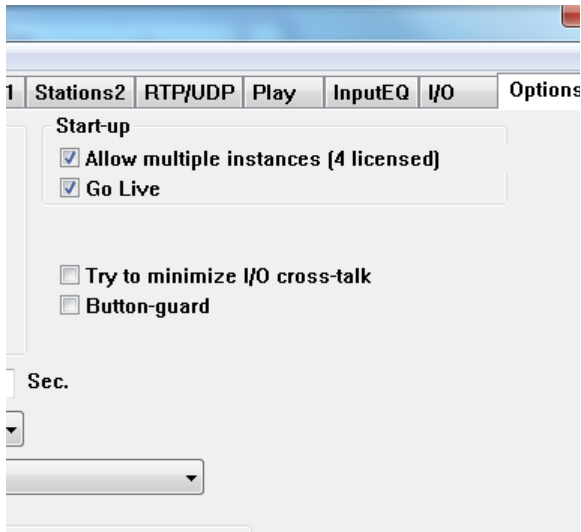 1 Stations2 RTP/UDP Play InputEQ I/O Options
Start-up
Allow multiple instances (4 licensed)
Go Live
Try to minimize I/O cross-talk
Button-guard
Sec.